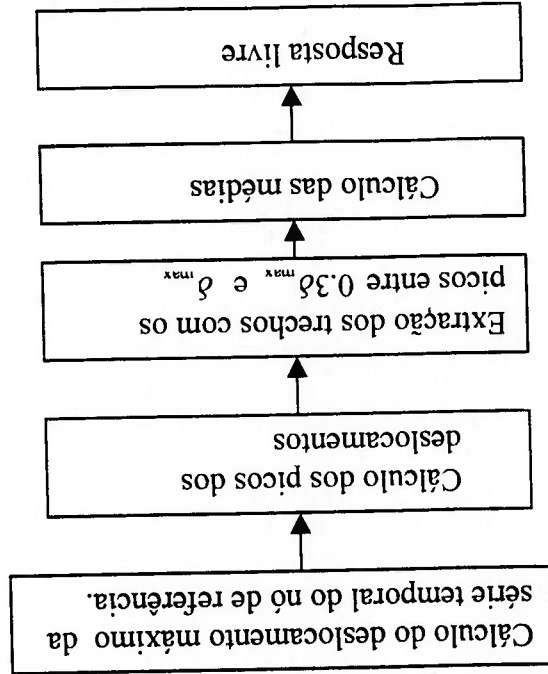 Cálculo do deslocamento máximo da
série temporal do nó de referência.
Cálculo dos picos dos
deslocamentos
Extração dos trechos com os
picos entre 0.3δmax e δmax
Cálculo das médias
Resposta livre